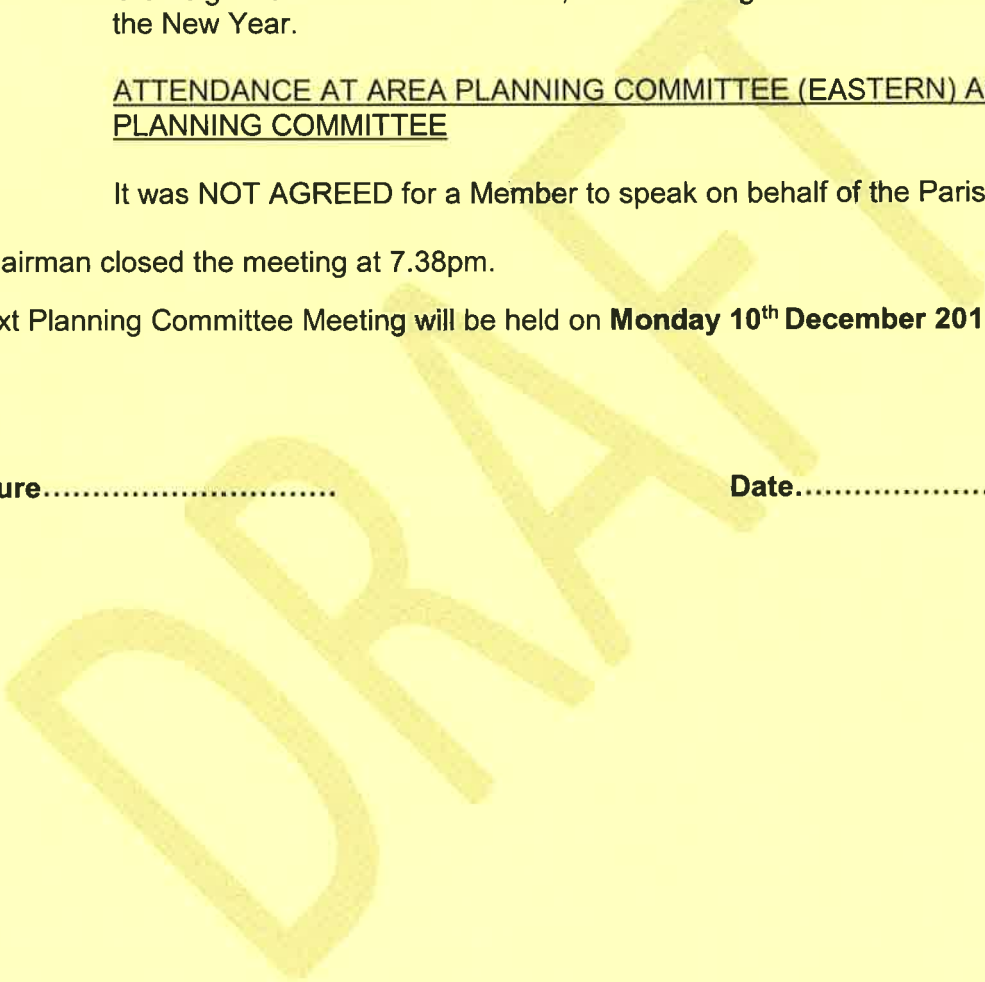 the New Year.
ATTENDANCE AT AREA PLANNING COMMITTEE (EASTERN) A
PLANNING COMMITTEE
It was NOT AGREED for a Member to speak on behalf of the Paris
airman closed the meeting at 7.38pm.
xt Planning Committee Meeting will be held on Monday 10th December 201
ure.............................. Date....................
DRAFT